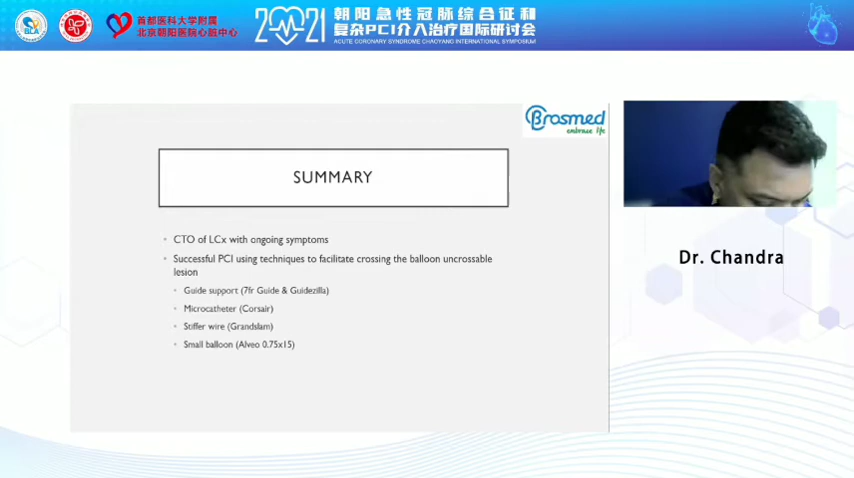 首都医科大学附属
北京朝阳医院心脏中心
2021
朝阳急性冠脉综合征和
复杂PCI介入治疗国际研讨会
ACUTE CORONARY SYNDROME CHAOYANG INTERNATIONAL SYMPOSIUM
Brosmed
embrace life
SUMMARY
• CTO of LCx with ongoing symptoms
• Successful PCI using techniques to facilitate crossing the balloon uncrossable
lesion
• Guide support (7fr Guide & Guidezilla)
• Microcatheter (Corsair)
• Stiffer wire (Grandslam)
• Small balloon (Alveo 0.75x15)
Dr. Chandra